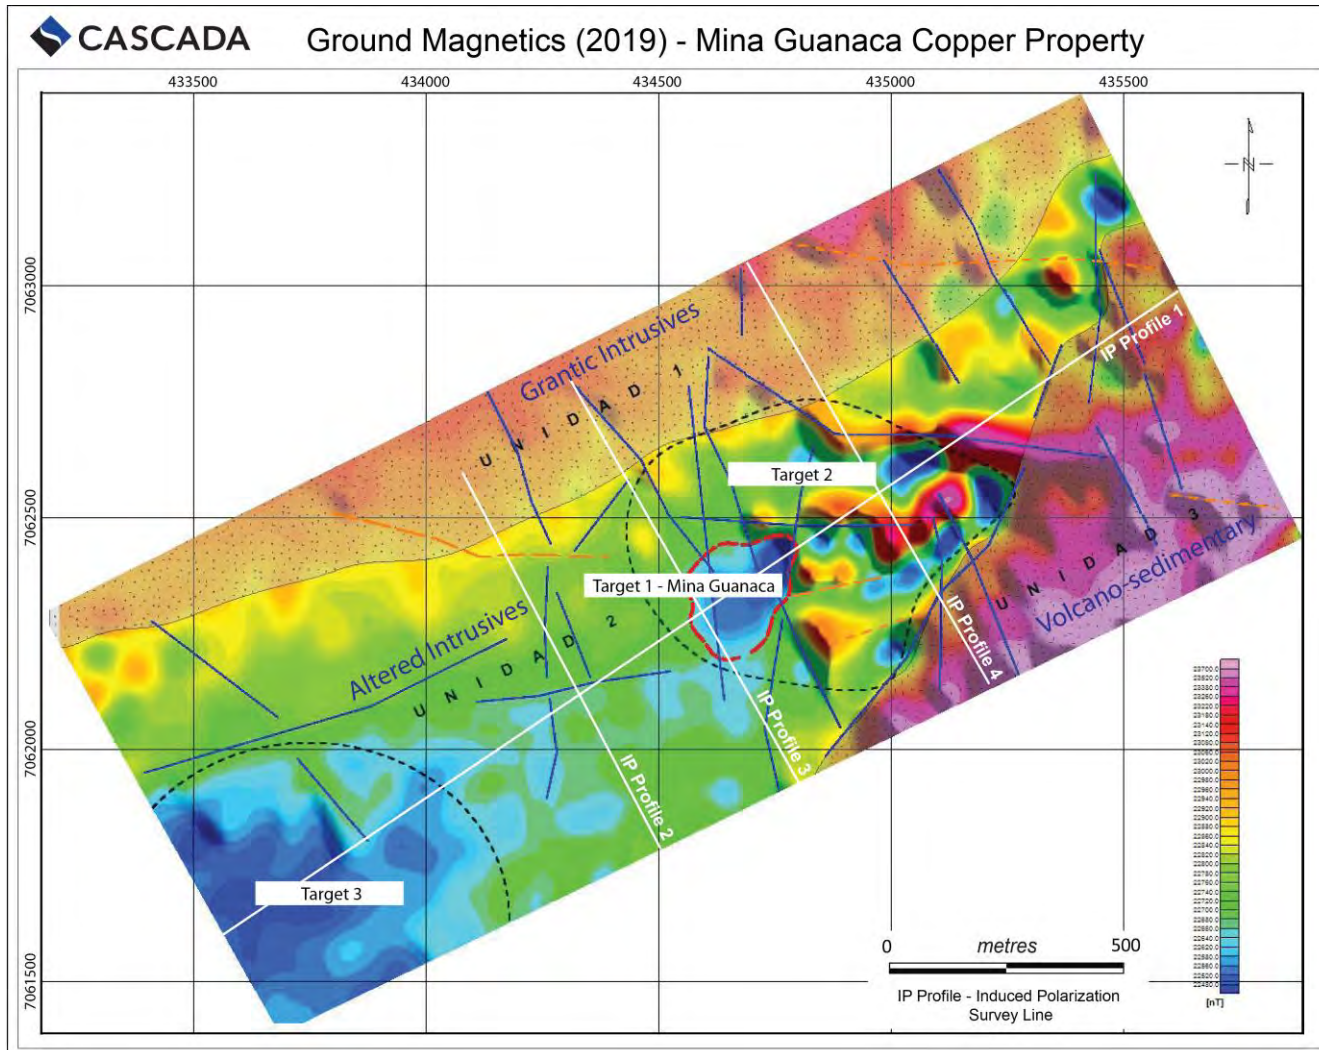 CASCADA
Ground Magnetics (2019) - Mina Guanaca Copper Property
433500
434000
434500
435000
435500
7063000
7062500
7062000
7061500
N
Grantic Intrusives
UNIDAD 1
IP Profile 1
Target 2
Target 1 - Mina Guanaca
Altered Intrusives
UNIDAD 2
UNIDAD 3
Volcano-sedimentary
IP Profile 4
IP Profile 3
IP Profile 2
Target 3
0 metres 500
IP Profile - Induced Polarization
Survey Line
[nT]